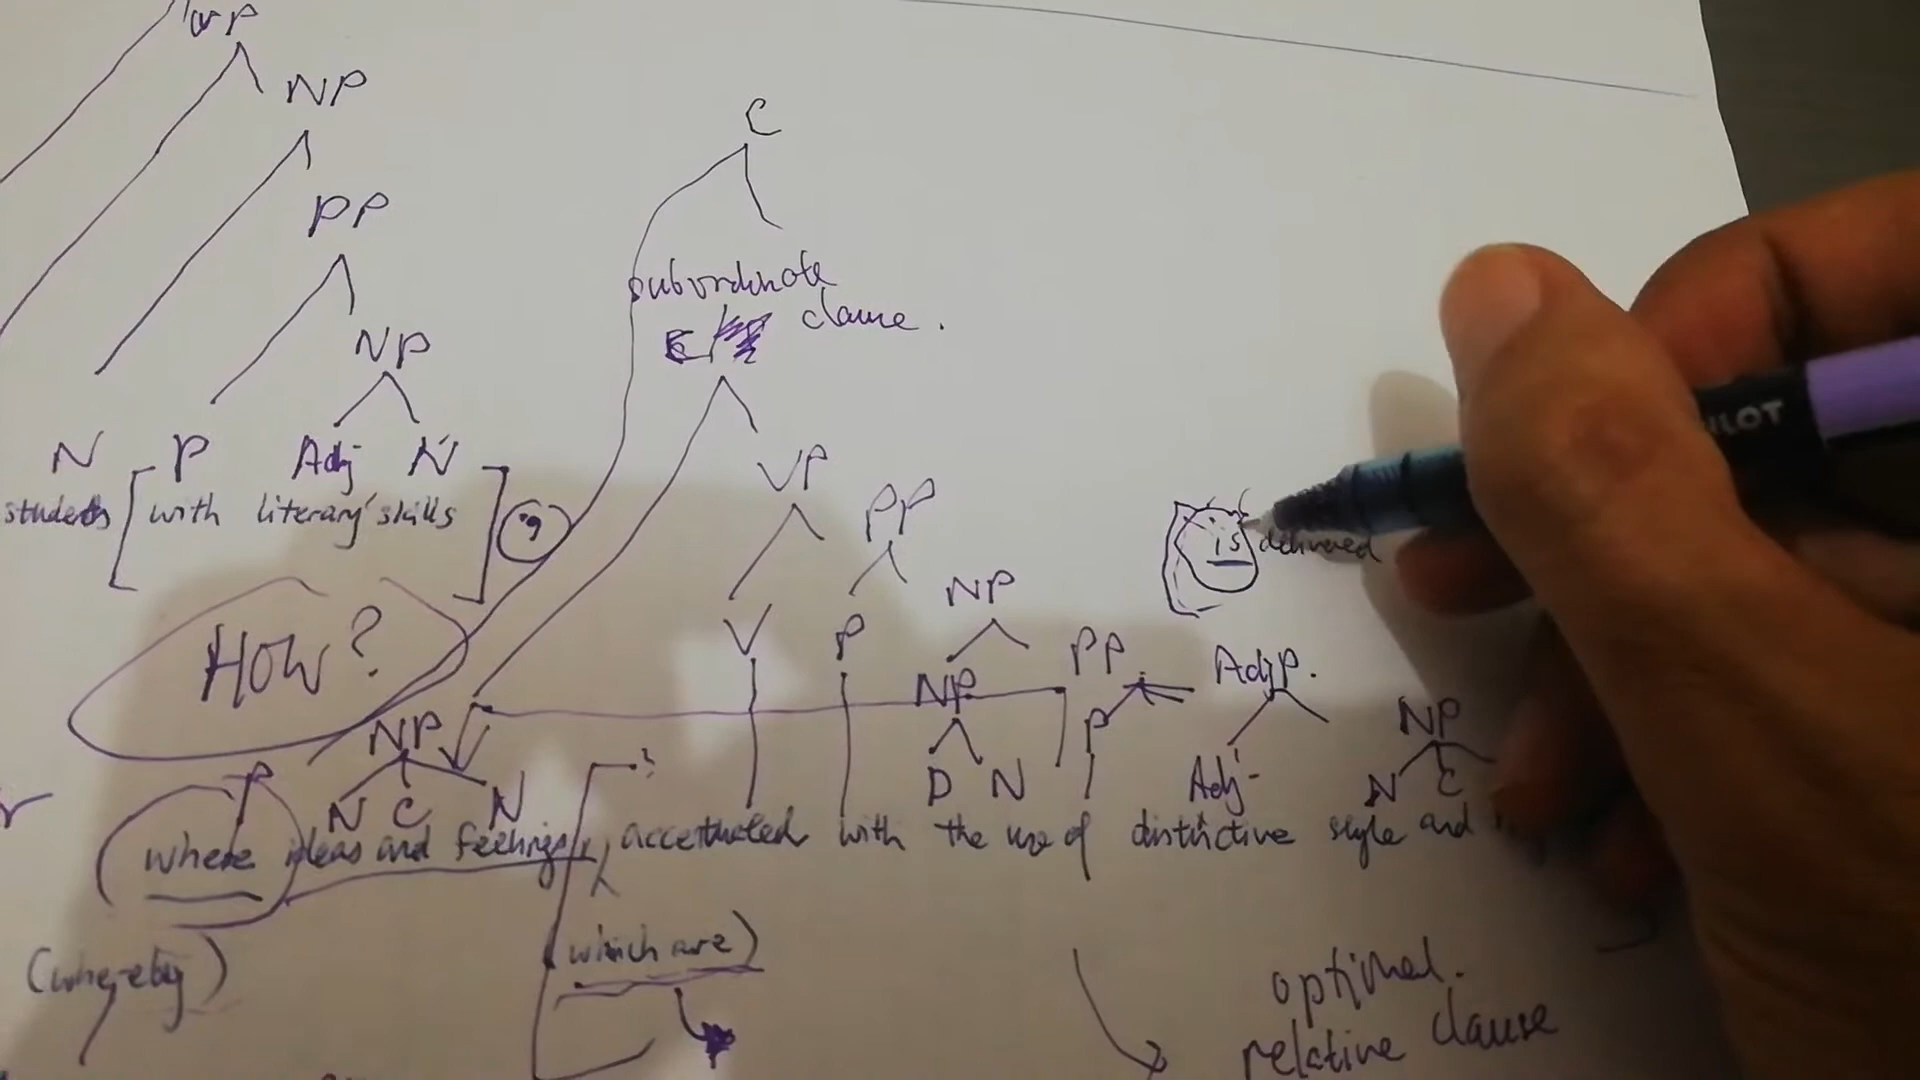 NP
C
PP
subordinate
clause.
NP
VP
PP
N P Adj N
students with literary skills
is
NP
HOW?
V P
PP AdjP.
NP
P
NP
NP
P
D N
Adj
N C
N C N
where ideas and feelings, accentuated with the use of distinctive style and
(which are)
(whereby)
optional.
relative clause